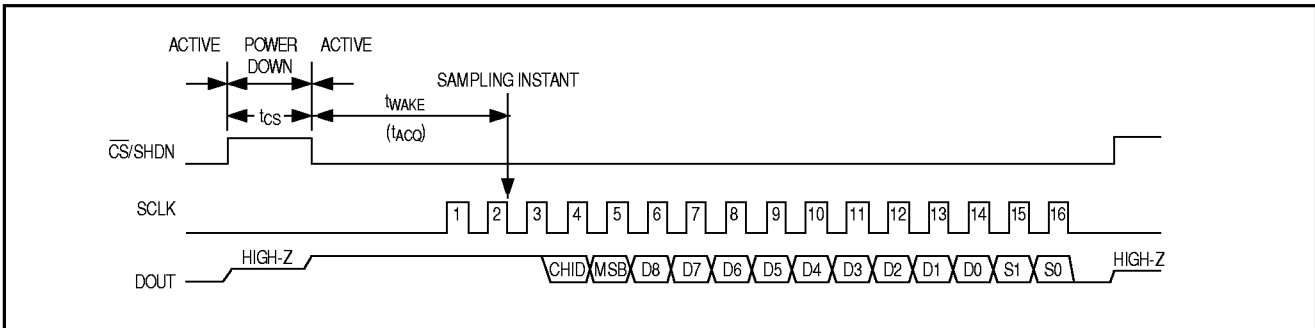 ACTIVE POWER DOWN ACTIVE
SAMPLING INSTANT
tCS
tWAKE
(tACQ)
CS/SHDN
SCLK 1 2 3 4 5 6 7 8 9 10 11 12 13 14 15 16
DOUT HIGH-Z CHID MSB D8 D7 D6 D5 D4 D3 D2 D1 D0 S1 S0 HIGH-Z